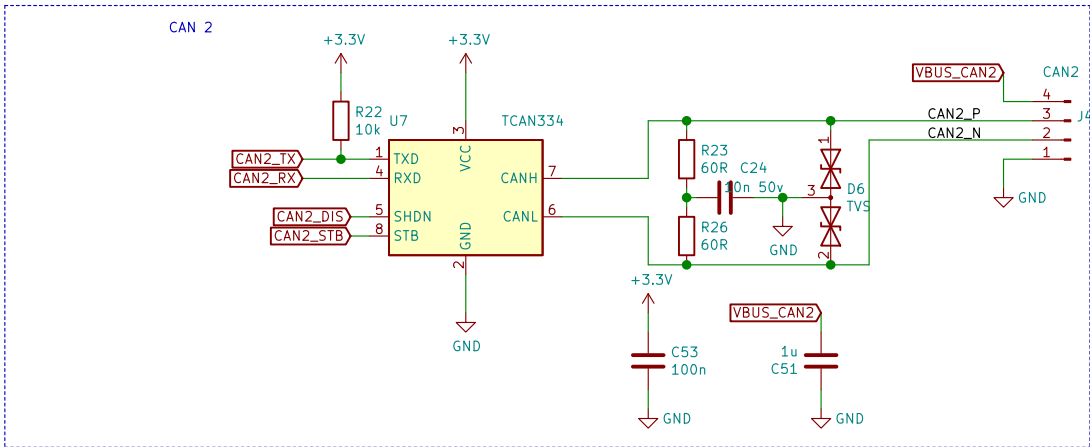 CAN 2
+3.3V
+3.3V
VBUS_CAN2
CAN2
4
R22
10k
U7
TCAN334
3
CAN2_P
3
J4
CAN2_N
2
1
CAN2_TX
1
TXD
VCC
CAN2_RX
4
RXD
CANH
7
R23
60R
C24
10n 50v
1
3
D6
TVS
GND
CAN2_DIS
5
SHDN
CANL
6
CAN2_STB
8
STB
GND
R26
60R
GND
2
2
+3.3V
VBUS_CAN2
GND
C53
100n
1u
C51
GND
GND